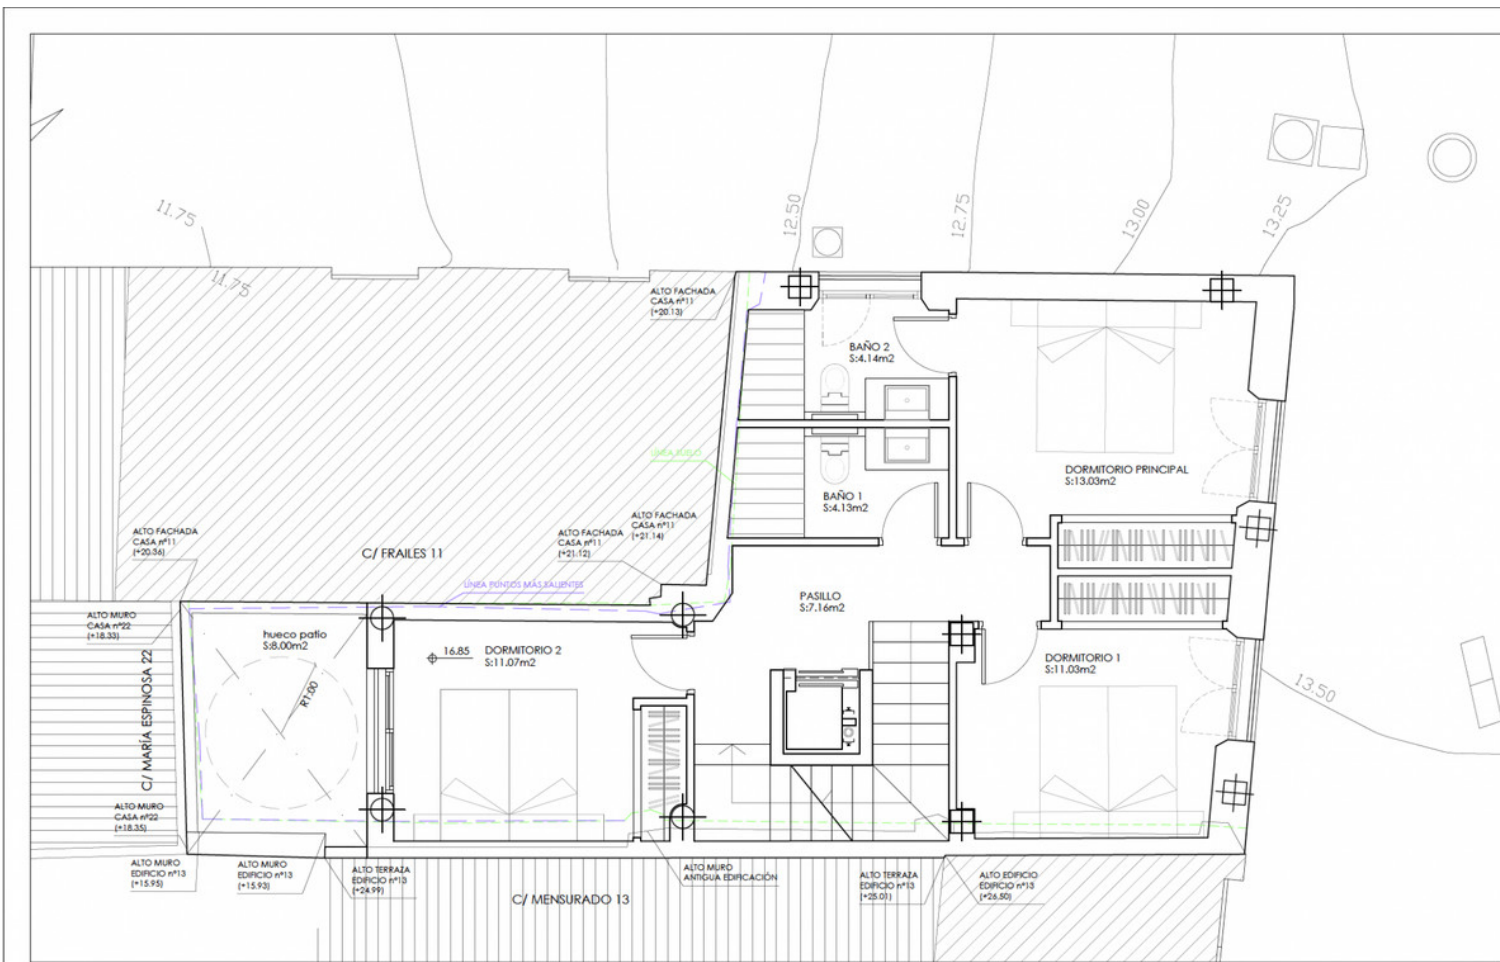 11.75
11.75
12.50
12.75
13.00
13.25
ALTO FACHADA
CASA nº11
(+20.13)
BAÑO 2
S:4.14m2
LÍNEA SUELO
DORMITORIO PRINCIPAL
S:13.03m2
BAÑO 1
S:4.13m2
ALTO FACHADA
CASA nº11
(+20.36)
C/ FRAILES 11
ALTO FACHADA
CASA nº11
(+21.12)
ALTO FACHADA
CASA nº11
(+21.14)
LÍNEA PUNTOS MÁS SALIENTES
PASILLO
S:7.16m2
ALTO MURO
CASA nº22
(+18.33)
hueco patio
S:8.00m2
R1.00
16.85
DORMITORIO 2
S:11.07m2
DORMITORIO 1
S:11.03m2
13.50
C/ MARÍA ESPINOSA 22
ALTO MURO
CASA nº22
(+18.35)
ALTO MURO
EDIFICIO nº13
(+15.95)
ALTO MURO
EDIFICIO nº13
(+15.93)
ALTO TERRAZA
EDIFICIO nº13
(+24.99)
C/ MENSURADO 13
ALTO MURO
ANTIGUA EDIFICACIÓN
ALTO TERRAZA
EDIFICIO nº13
(+25.01)
ALTO EDIFICIO
EDIFICIO nº13
(+26.50)